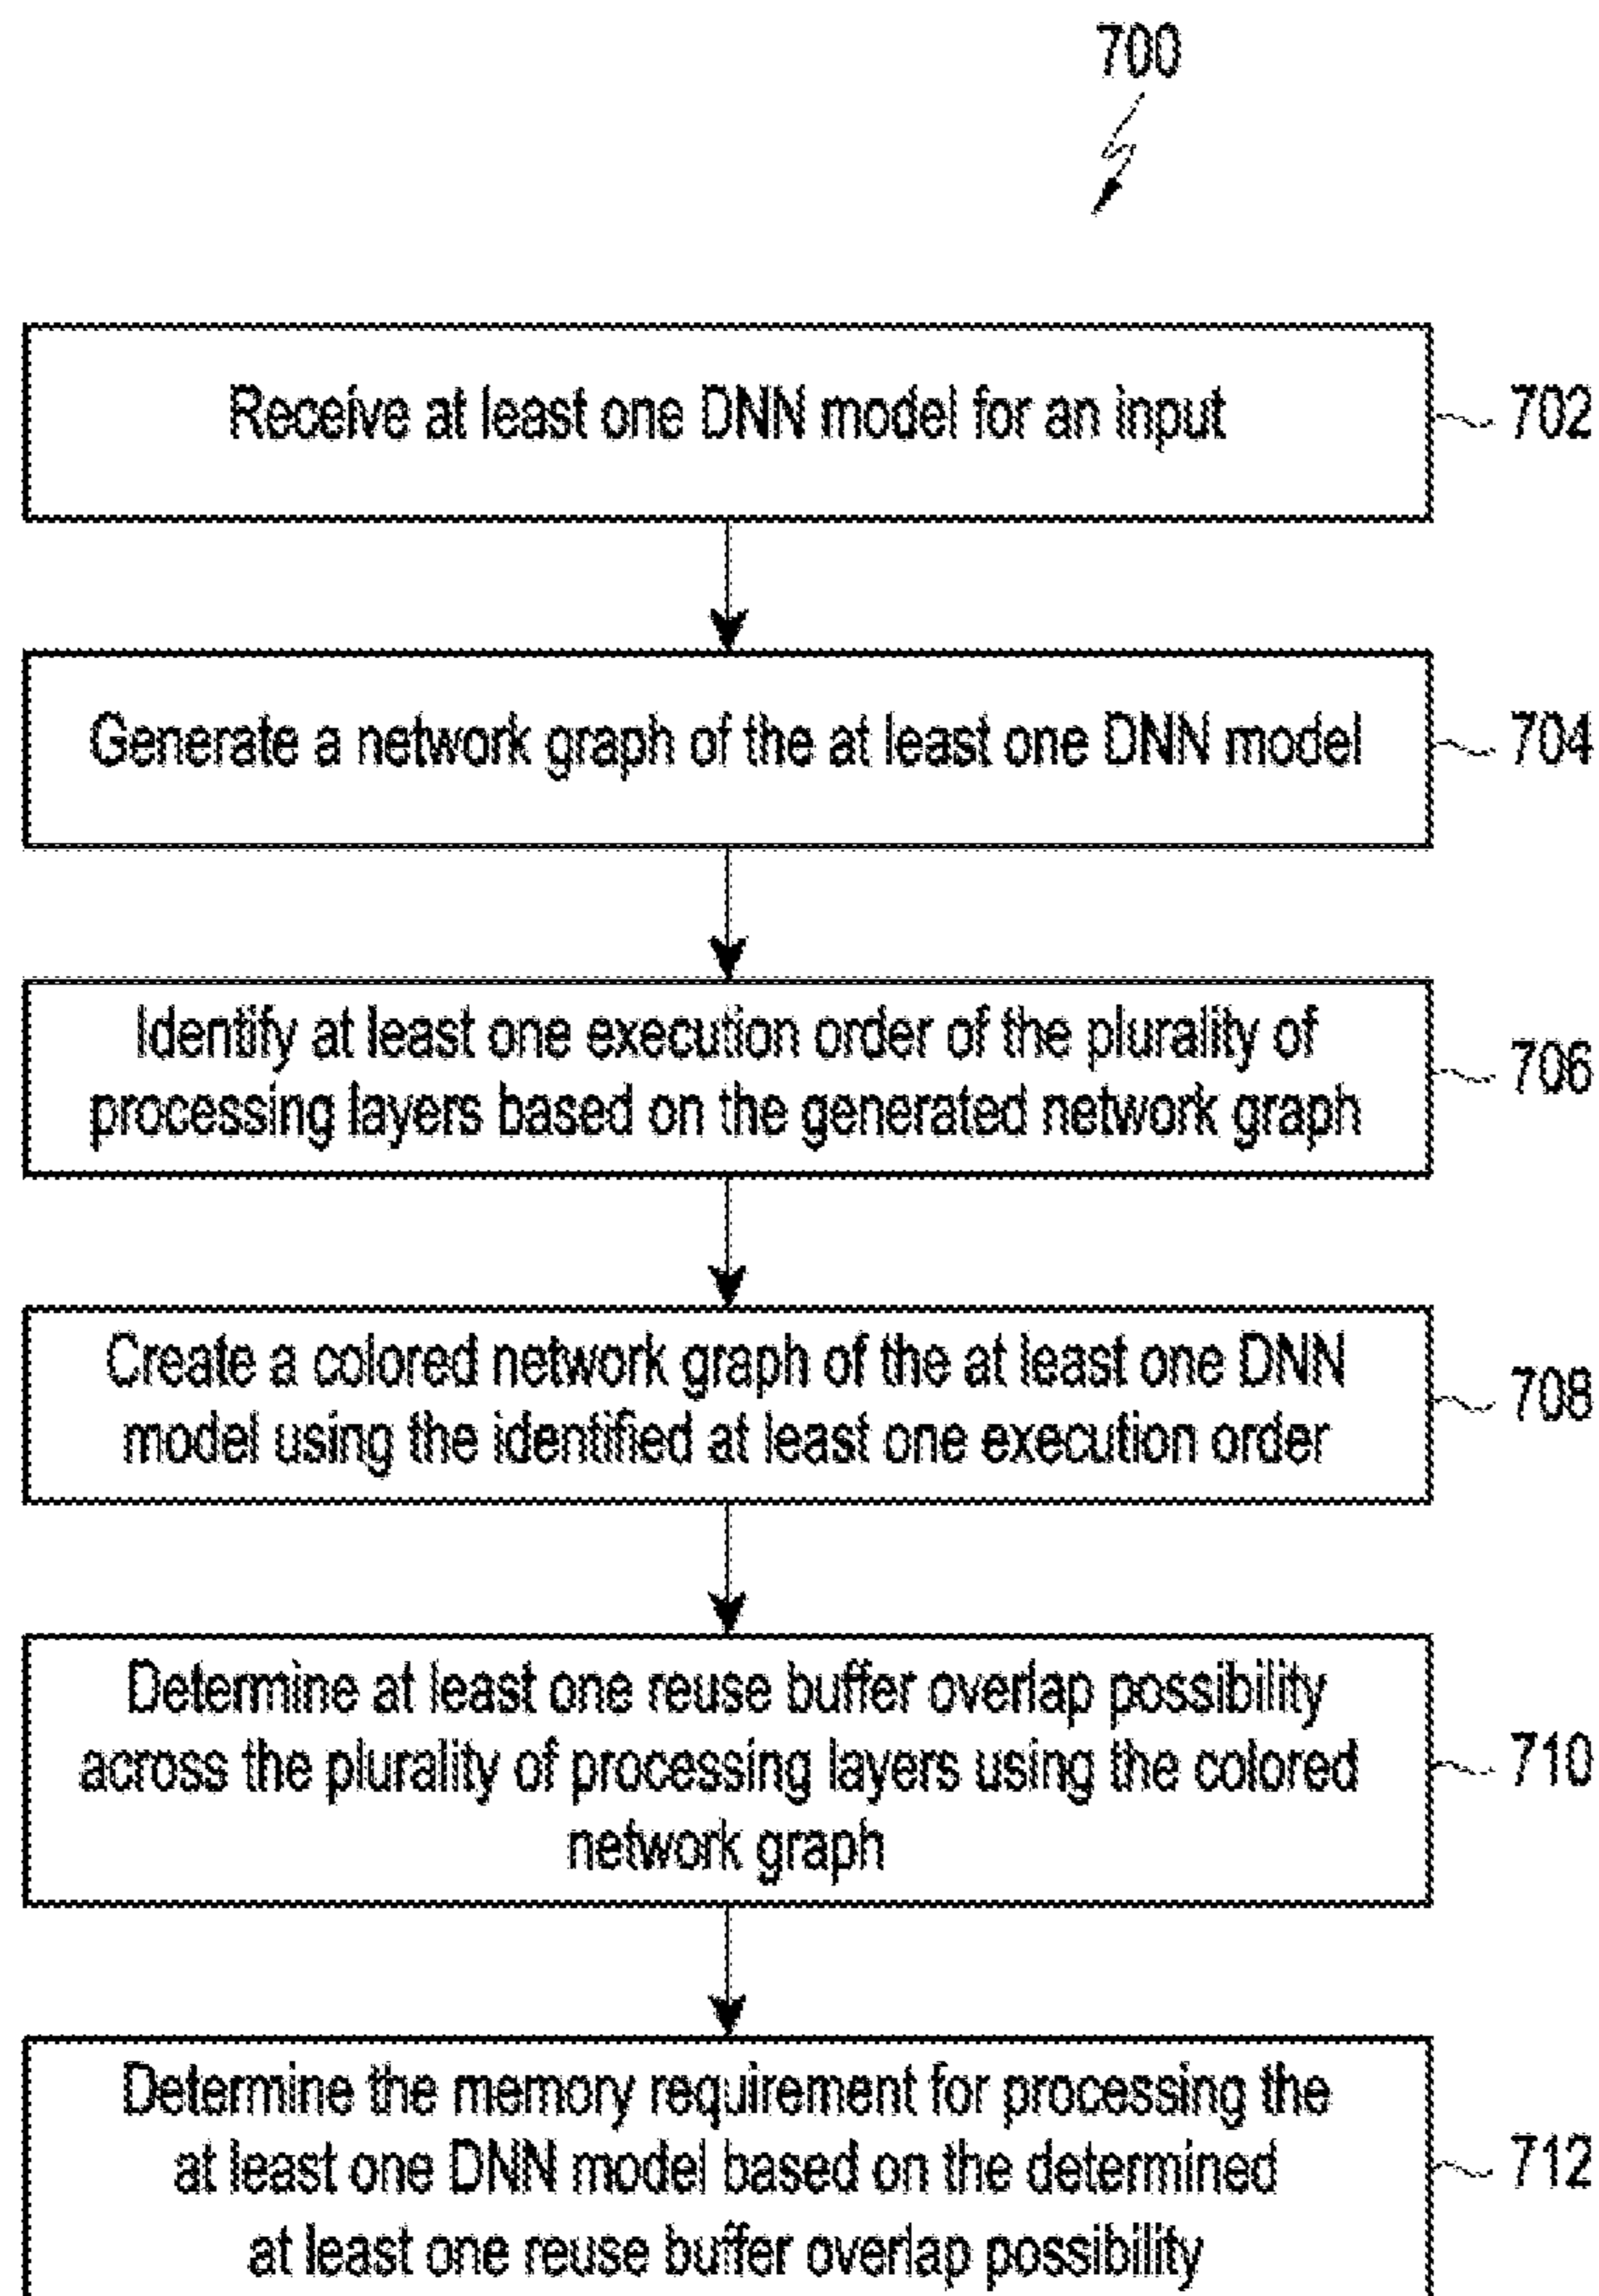 700
Receive at least one DNN model for an input
702
Generate a network graph of the at least one DNN model
704
Identify at least one execution order of the plurality of
processing layers based on the generated network graph
706
Create a colored network graph of the at least one DNN
model using the identified at least one execution order
708
Determine at least one reuse buffer overlap possibility
across the plurality of processing layers using the colored
network graph
710
Determine the memory requirement for processing the
at least one DNN model based on the determined
at least one reuse buffer overlap possibility
712